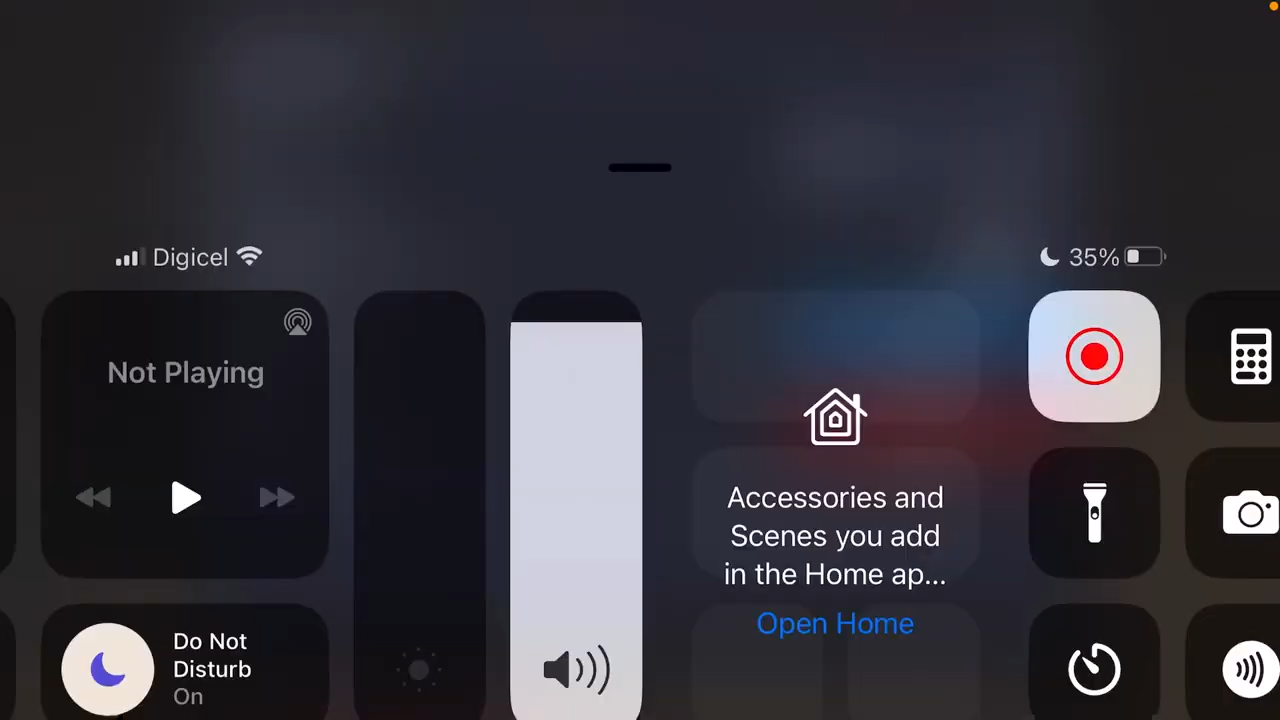 Digicel
35%
Not Playing
Accessories and
Scenes you add
in the Home ap...
Open Home
Do Not
Disturb
On